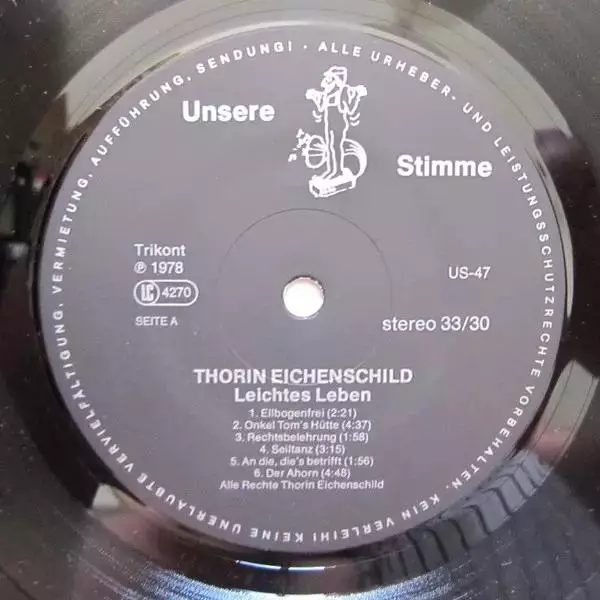 ALLE URHEBER- UND LEISTUNGSSCHUTZRECHTE VORBEHALTEN. KEIN VERLEIH! KEINE UNERLAUBTE VERVIELFÄLTIGUNG, VERMIETUNG, AUFFÜHRUNG, SENDUNG! ·
Unsere
Stimme
Trikont
℗ 1978
LC 4270
SEITE A
US-47
stereo 33/30
THORIN EICHENSCHILD
Leichtes Leben
1. Ellbogenfrei (2:21)
2. Onkel Tom's Hütte (4:37)
3. Rechtsbelehrung (1:58)
4. Seiltanz (3:15)
5. An die, die's betrifft (1:56)
6. Der Ahorn (4:48)
Alle Rechte Thorin Eichenschild